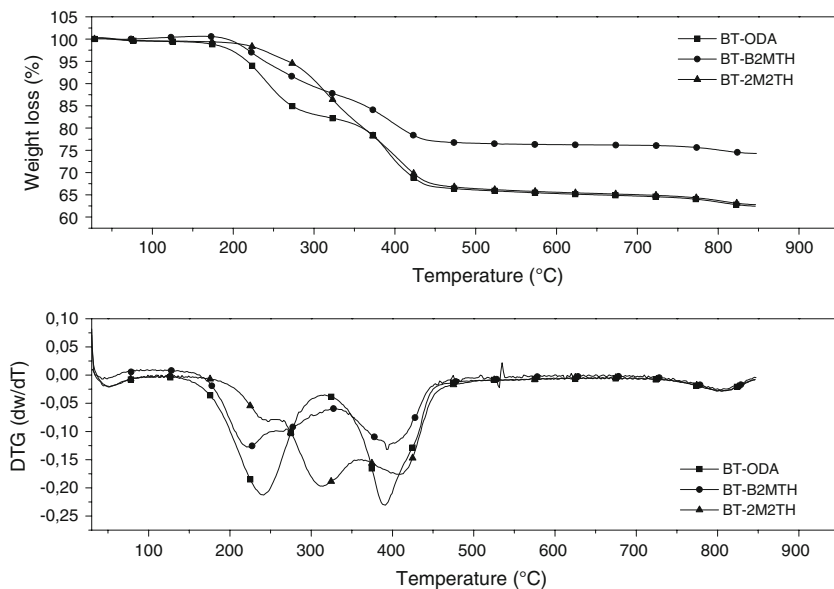 105
100
95
90
85
80
75
70
65
60
Weight loss (%)
BT-ODA
BT-B2MTH
BT-2M2TH
100 200 300 400 500 600 700 800 900
Temperature (°C)
0,10
0,05
0,00
-0,05
-0,10
-0,15
-0,20
-0,25
DTG (dw/dT)
BT-ODA
BT-B2MTH
BT-2M2TH
100 200 300 400 500 600 700 800 900
Temperature (°C)